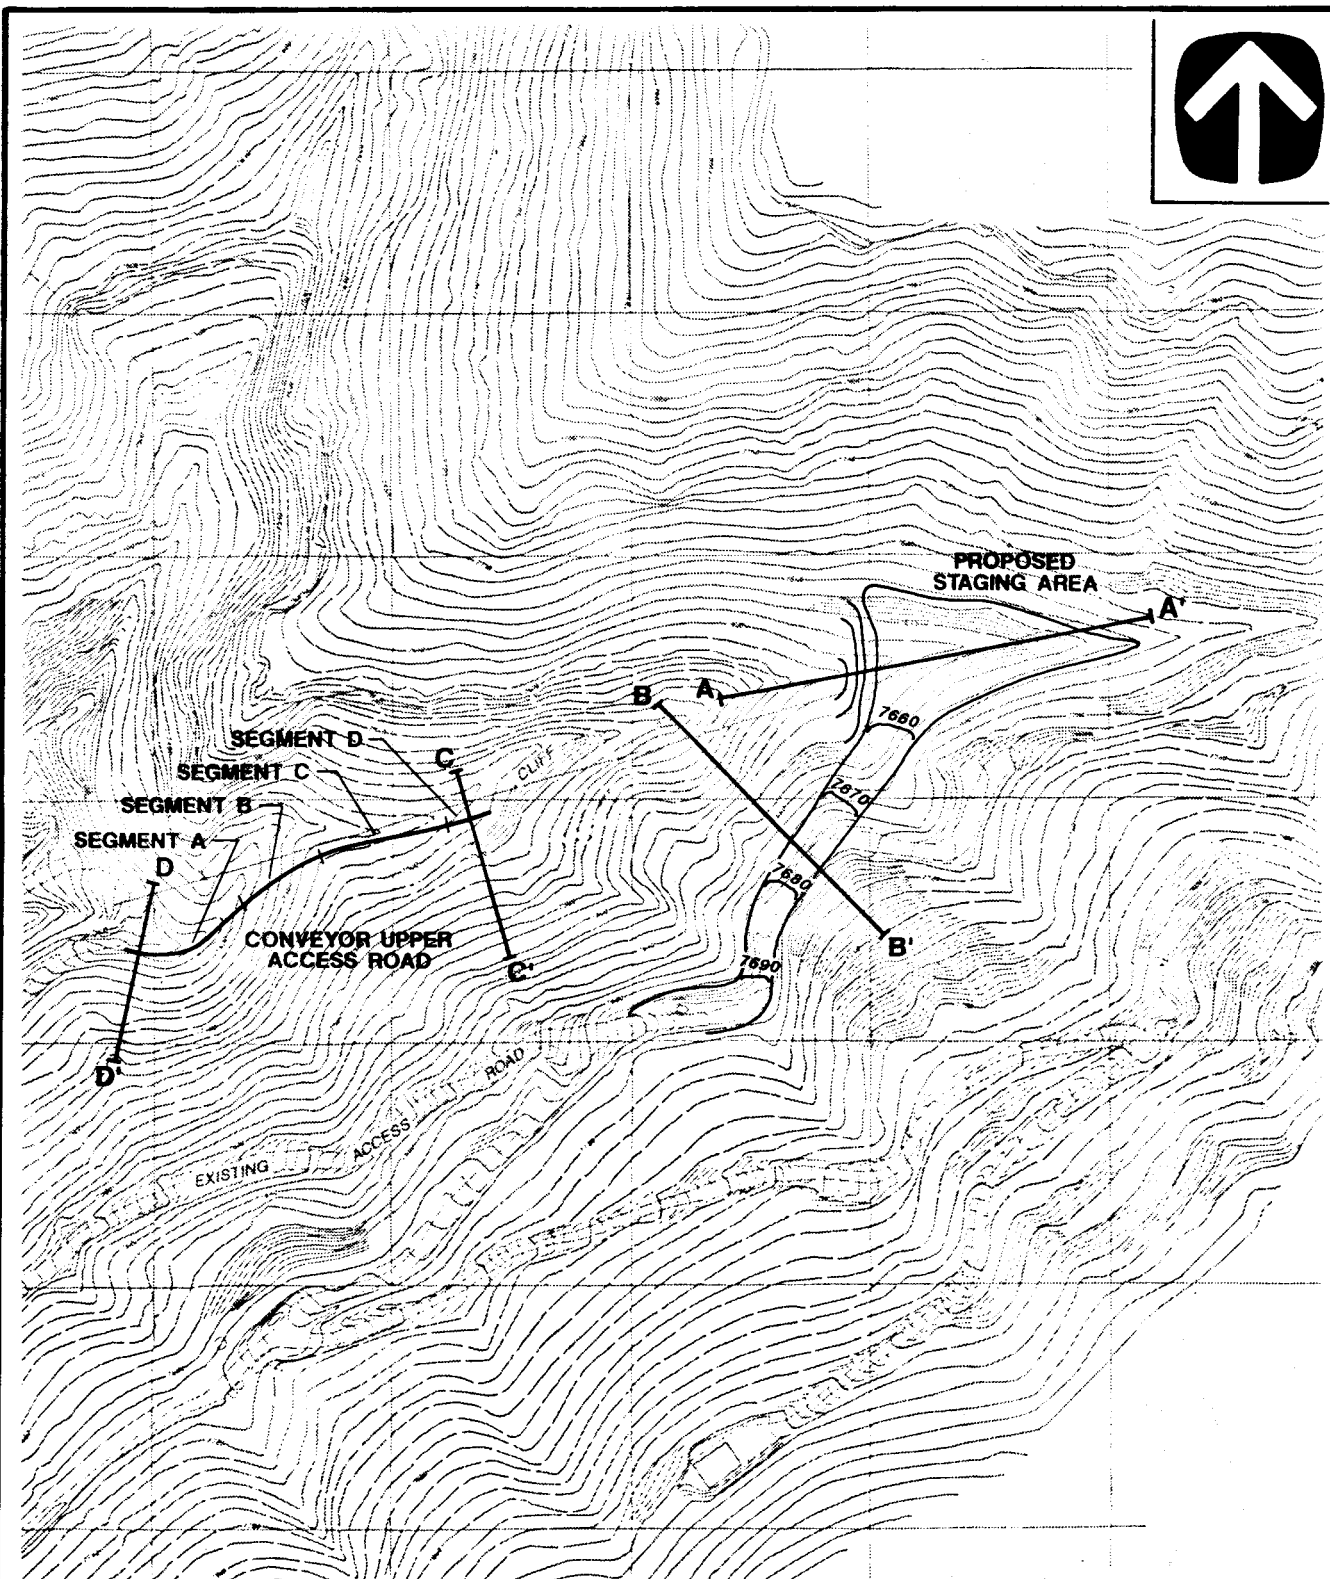 PROPOSED
STAGING AREA
A'
A
B
7660
SEGMENT D
C
CLIFF
SEGMENT C
SEGMENT B
7670
SEGMENT A
D
7680
CONVEYOR UPPER
ACCESS ROAD
B'
C'
7690
D'
EXISTING ACCESS ROAD